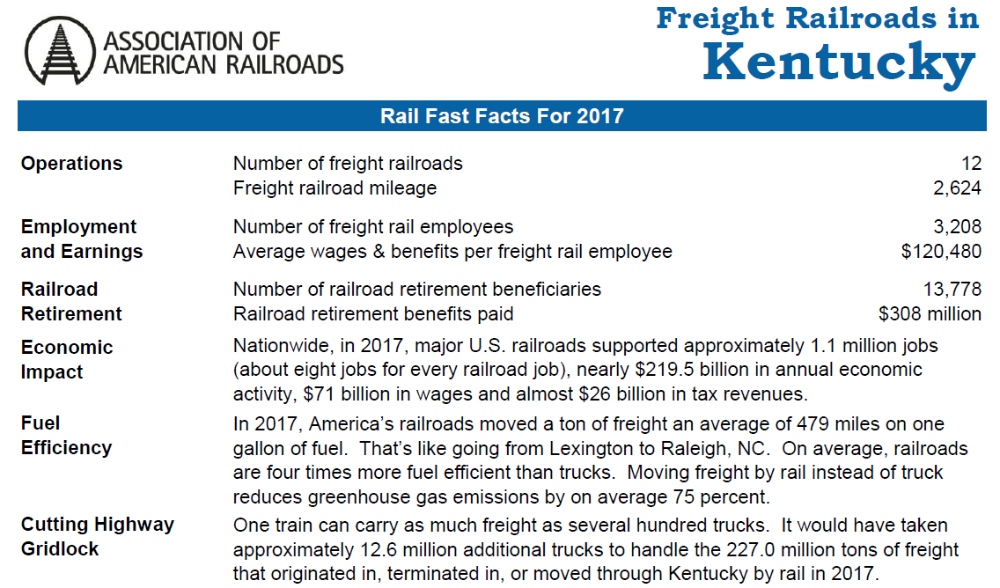 ASSOCIATION OF
AMERICAN RAILROADS
Freight Railroads in
Kentucky
Rail Fast Facts For 2017
Operations Number of freight railroads 12
Freight railroad mileage 2,624
Employment Number of freight rail employees 3,208
and Earnings Average wages & benefits per freight rail employee $120,480
Railroad Number of railroad retirement beneficiaries 13,778
Retirement Railroad retirement benefits paid $308 million
Economic Nationwide, in 2017, major U.S. railroads supported approximately 1.1 million jobs
Impact (about eight jobs for every railroad job), nearly $219.5 billion in annual economic
activity, $71 billion in wages and almost $26 billion in tax revenues.
Fuel In 2017, America's railroads moved a ton of freight an average of 479 miles on one
Efficiency gallon of fuel.  That's like going from Lexington to Raleigh, NC.  On average, railroads
are four times more fuel efficient than trucks.  Moving freight by rail instead of truck
reduces greenhouse gas emissions by on average 75 percent.
Cutting Highway One train can carry as much freight as several hundred trucks.  It would have taken
Gridlock approximately 12.6 million additional trucks to handle the 227.0 million tons of freight
that originated in, terminated in, or moved through Kentucky by rail in 2017.